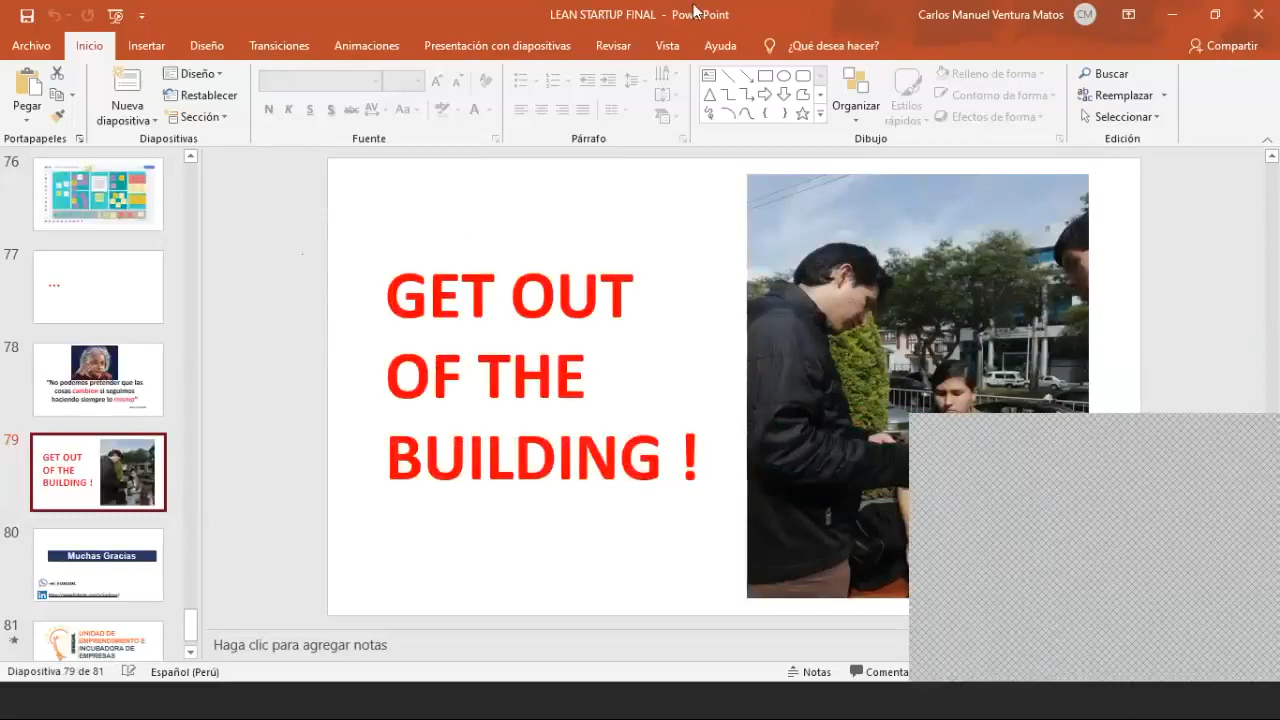 LEAN STARTUP FINAL - PowerPoint
Carlos Manuel Ventura Matos
CM
Archivo
Inicio
Insertar
Diseño
Transiciones
Animaciones
Presentación con diapositivas
Revisar
Vista
Ayuda
¿Qué desea hacer?
Compartir
Pegar
Nueva
diapositiva
Diseño
Restablecer
Sección
N K S S abc AV Aa A
Organizar
Estilos
rápidos
Relleno de forma
Contorno de forma
Efectos de forma
Buscar
Reemplazar
Seleccionar
Portapapeles
Diapositivas
Fuente
Párrafo
Dibujo
Edición
76
77
...
78
"No podemos pretender que las
cosas cambien si seguimos
haciendo siempre lo mismo"
79
GET OUT
OF THE
BUILDING !
80
Muchas Gracias
81
UNIDAD DE
EMPRENDIMIENTO E
INCUBADORA DE
EMPRESAS
GET OUT
OF THE
BUILDING !
Haga clic para agregar notas
Diapositiva 79 de 81
Español (Perú)
Notas
Comenta